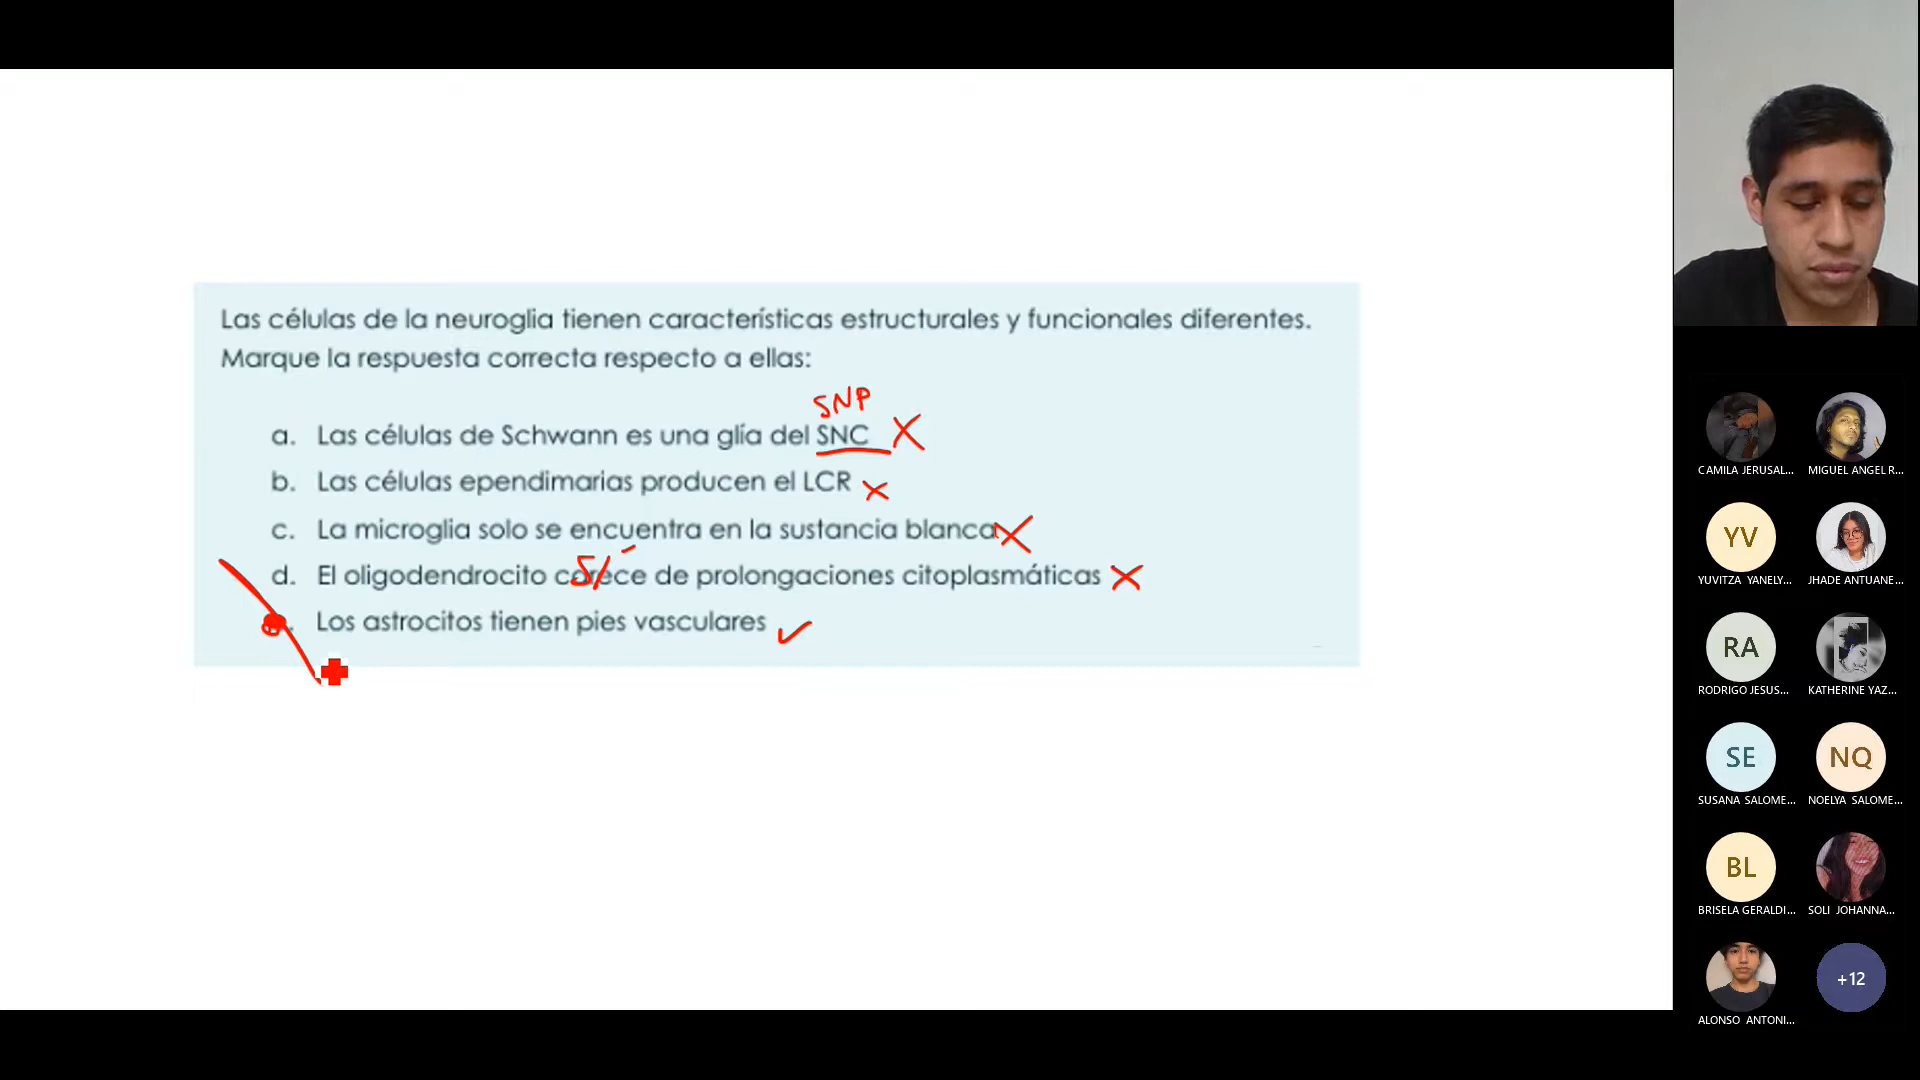 Las células de la neuroglia tienen características estructurales y funcionales diferentes.
Marque la respuesta correcta respecto a ellas:
SNP
a. Las células de Schwann es una glía del SNC X
b. Las células ependimarias producen el LCR X
c. La microglia solo se encuentra en la sustancia blanca X
d. El oligodendrocito carece de prolongaciones citoplasmáticas X
Los astrocitos tienen pies vasculares ✓
CAMILA JERUSAL...
MIGUEL ANGEL R...
YV
YUVITZA YANELY...
JHADE ANTUANE...
RA
RODRIGO JESUS...
KATHERINE YAZ...
SE
SUSANA SALOME...
NQ
NOELYA SALOME...
BL
BRISELA GERALDI...
SOLI JOHANNA...
ALONSO ANTONI...
+12